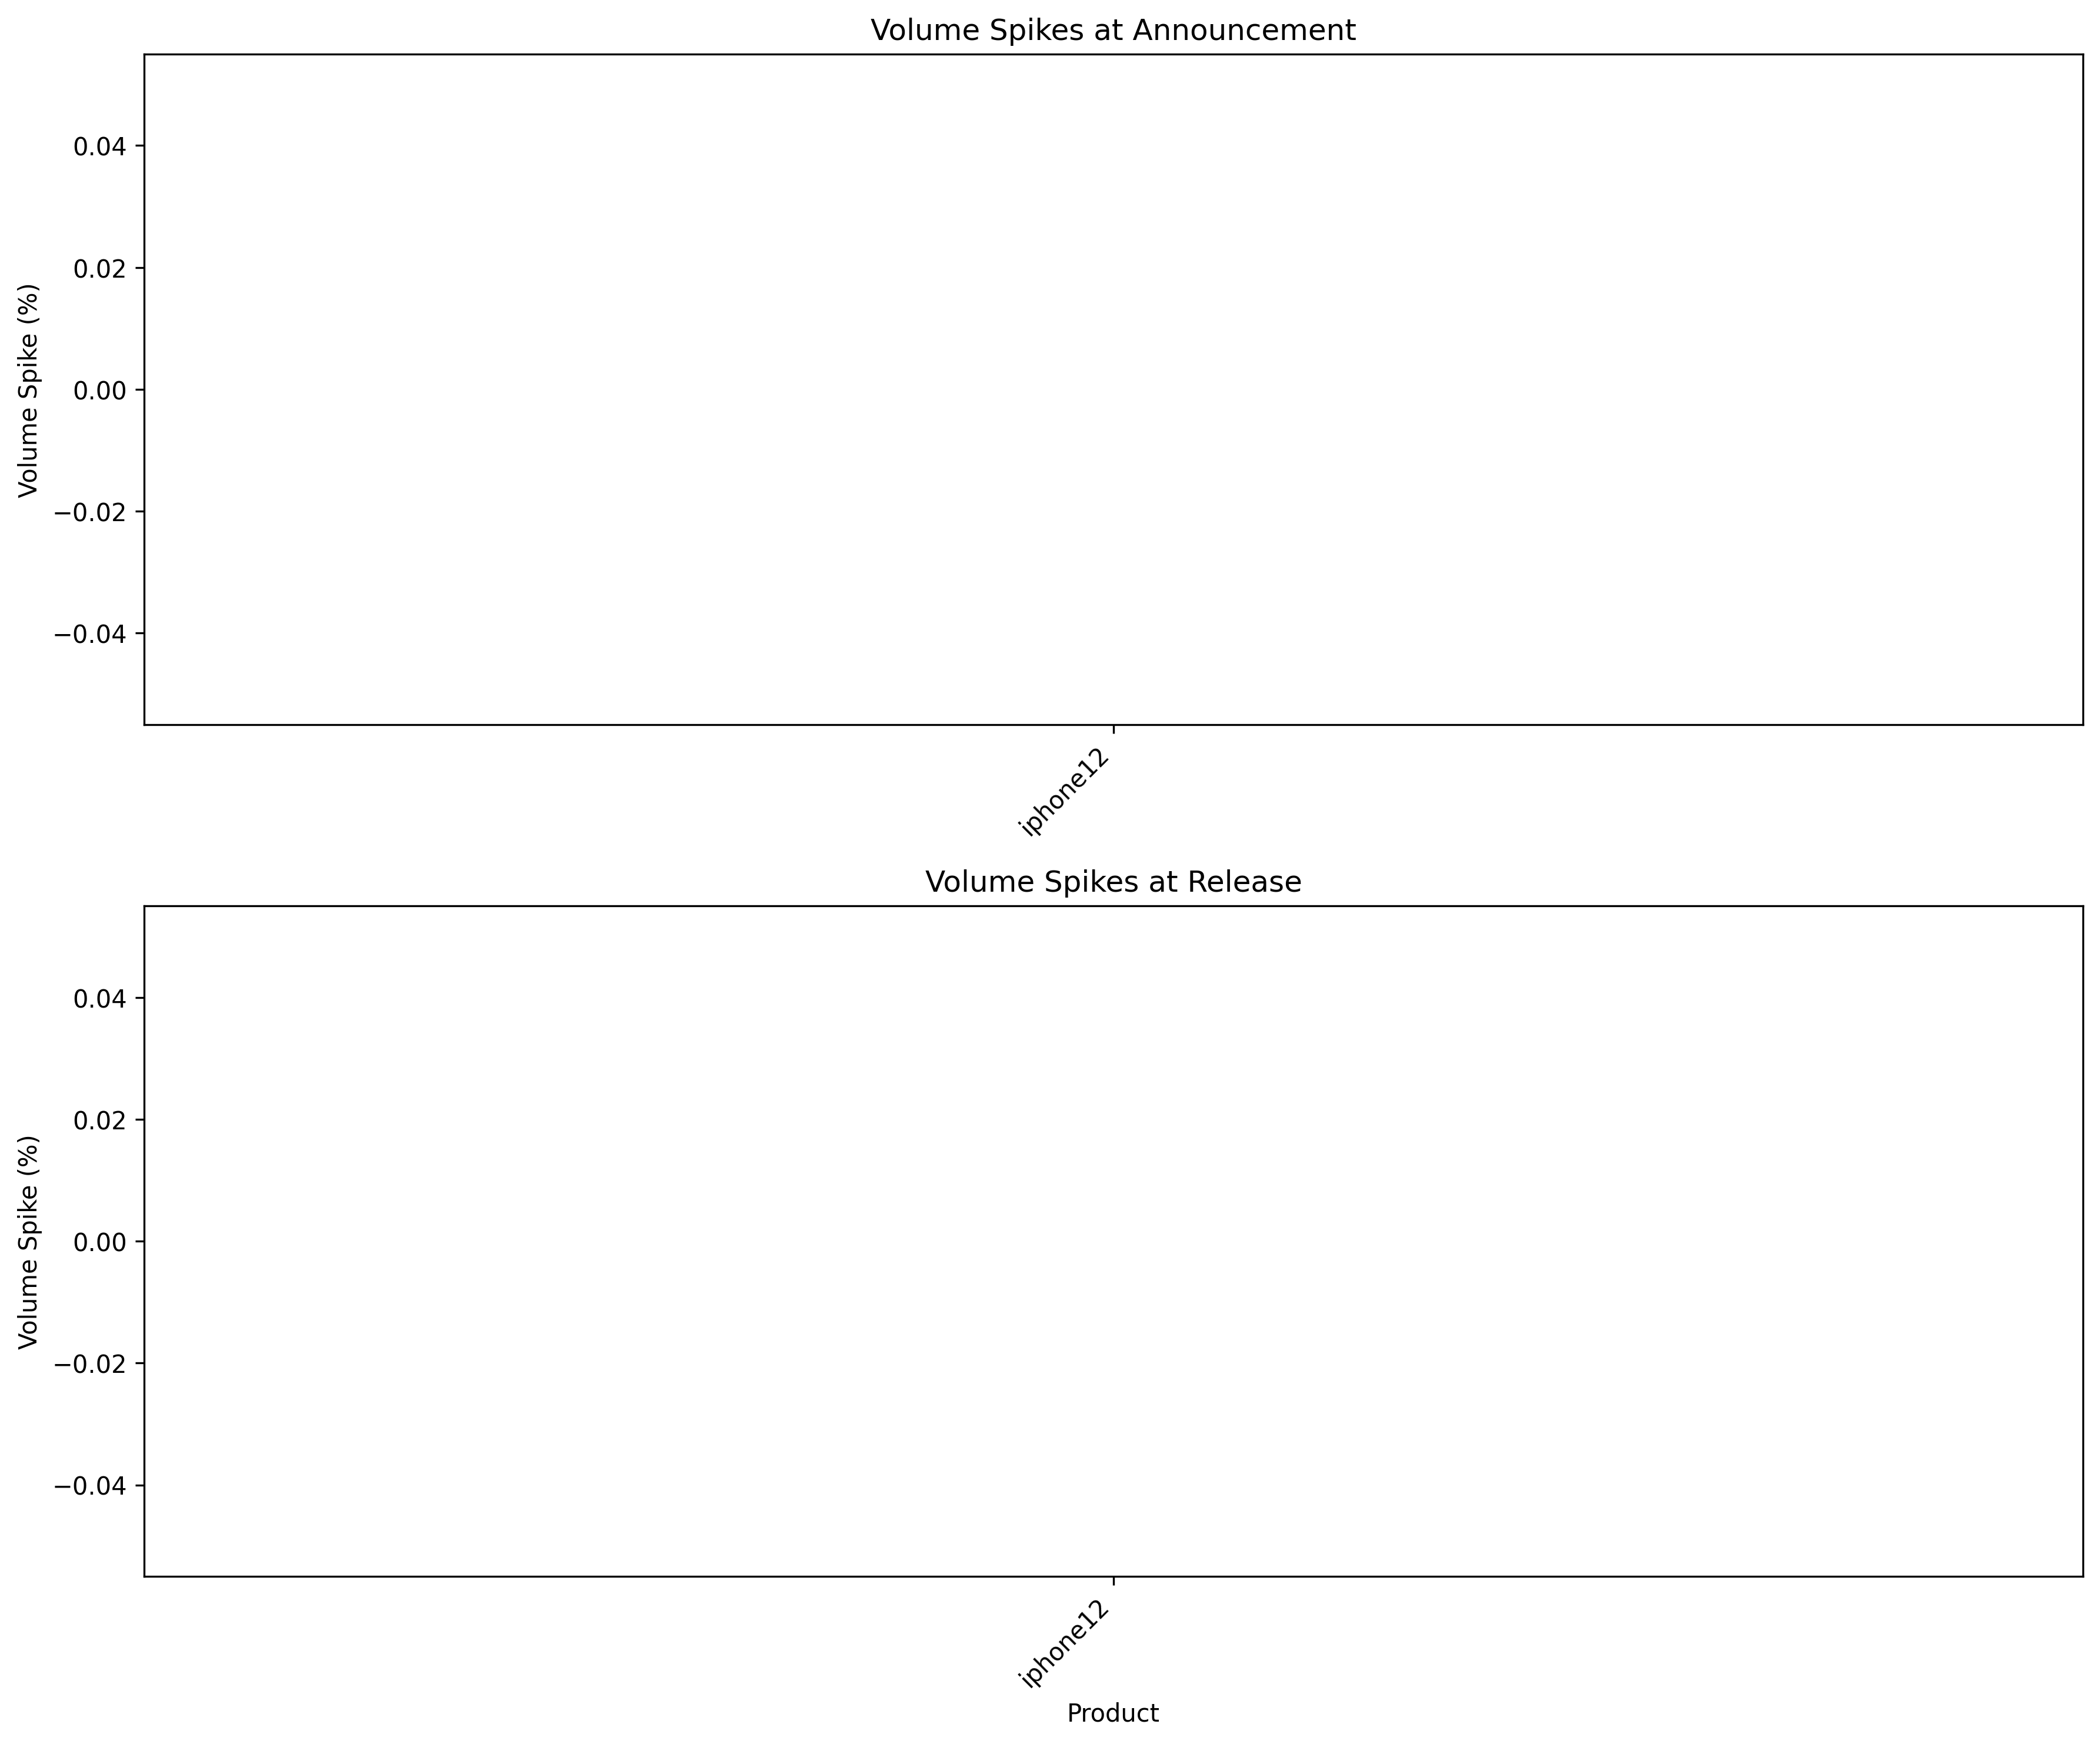 Volume Spikes at Announcement
Volume Spike (%)
0.04
0.02
0.00
−0.02
−0.04
iphone12
Volume Spikes at Release
Volume Spike (%)
0.04
0.02
0.00
−0.02
−0.04
iphone12
Product